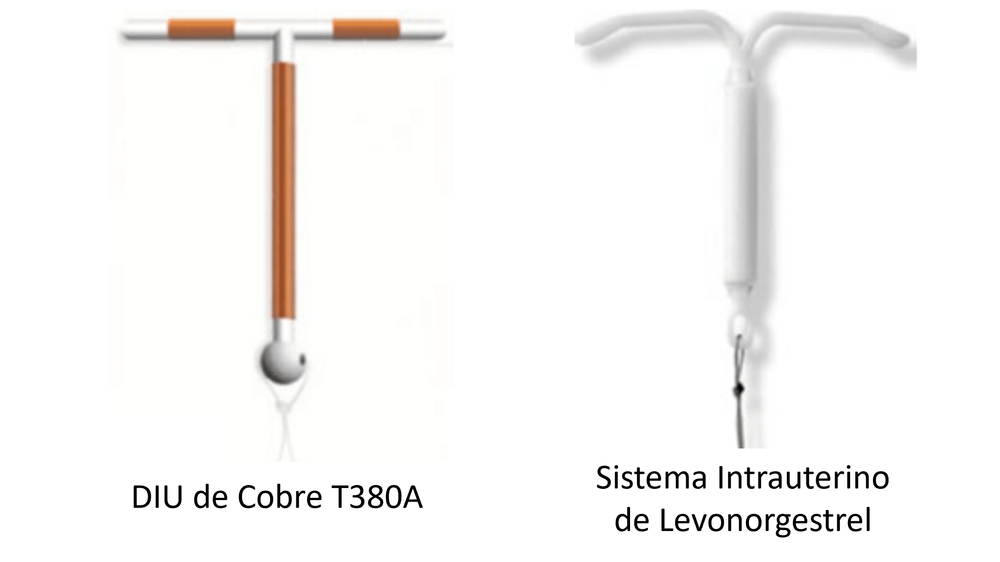 DIU de Cobre T380A
Sistema Intrauterino
de Levonorgestrel